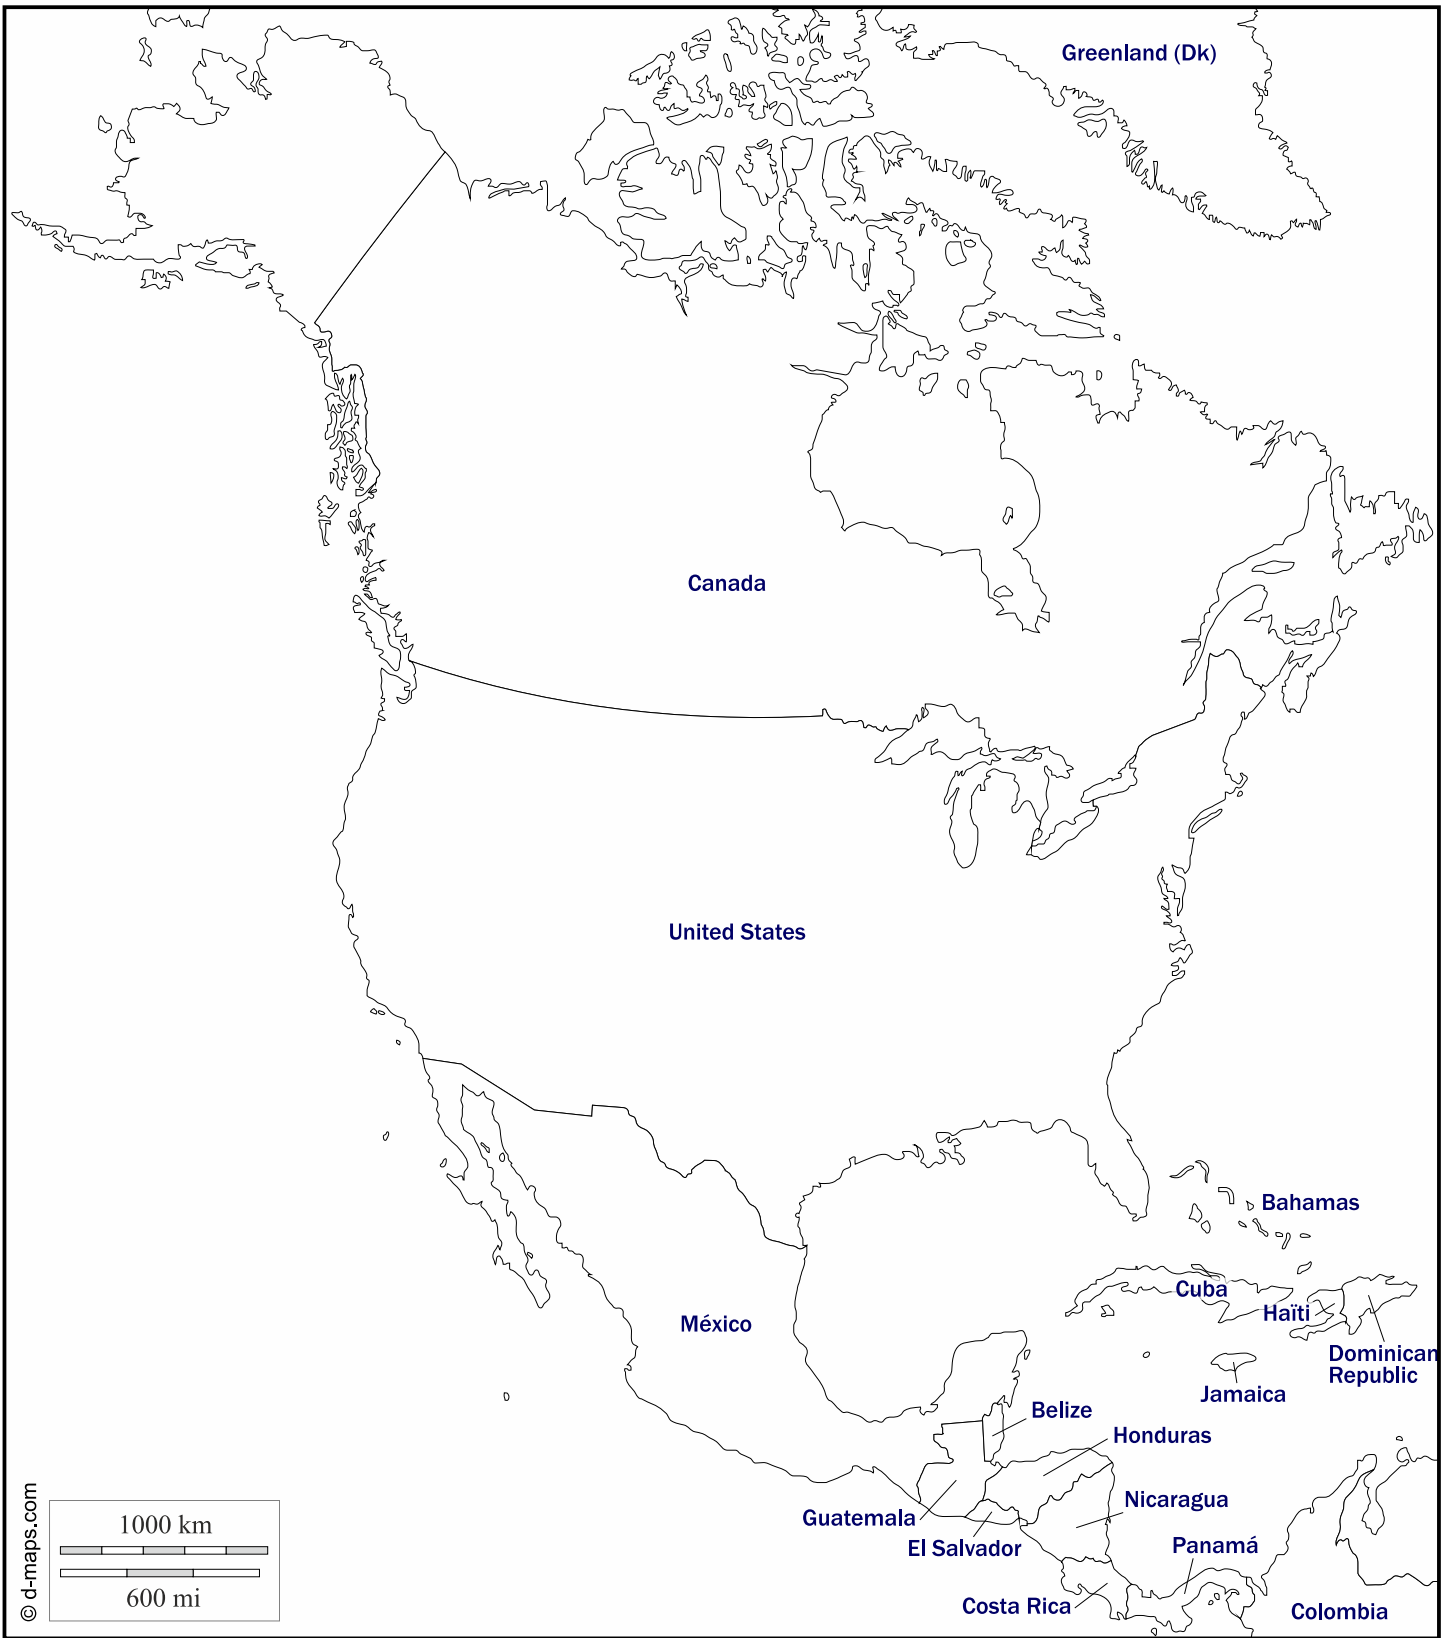 Greenland (Dk)
Canada
United States
Bahamas
Cuba
Haïti
México
Dominican
Republic
Jamaica
Belize
Honduras
Nicaragua
Guatemala
El Salvador
Panamá
Costa Rica
Colombia
1000 km
600 mi
© d-maps.com